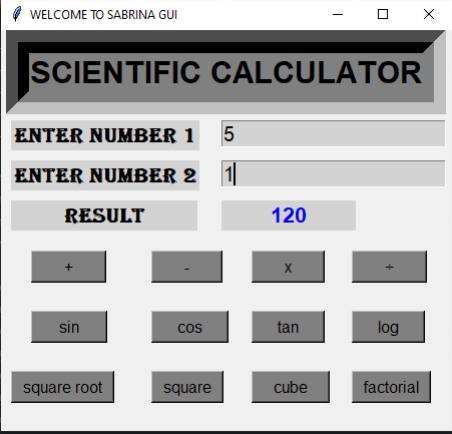 WELCOME TO SABRINA GUI
SCIENTIFIC CALCULATOR
ENTER NUMBER 1 5
ENTER NUMBER 2 1
RESULT 120
+ - x ÷
sin cos tan log
square root square cube factorial